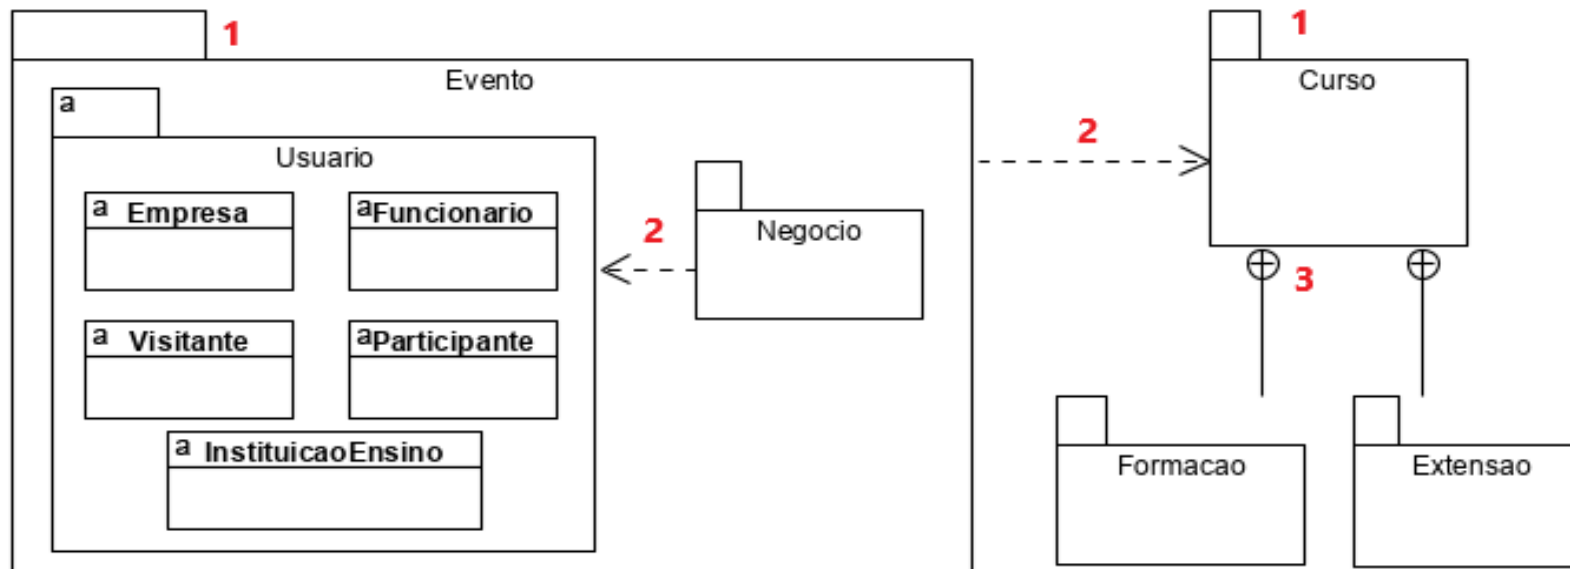 1
1
Evento
Curso
a
2
Usuario
a Empresa
aFuncionario
2
Negocio
a Visitante
aParticipante
3
a InstituicaoEnsino
Formacao
Extensao